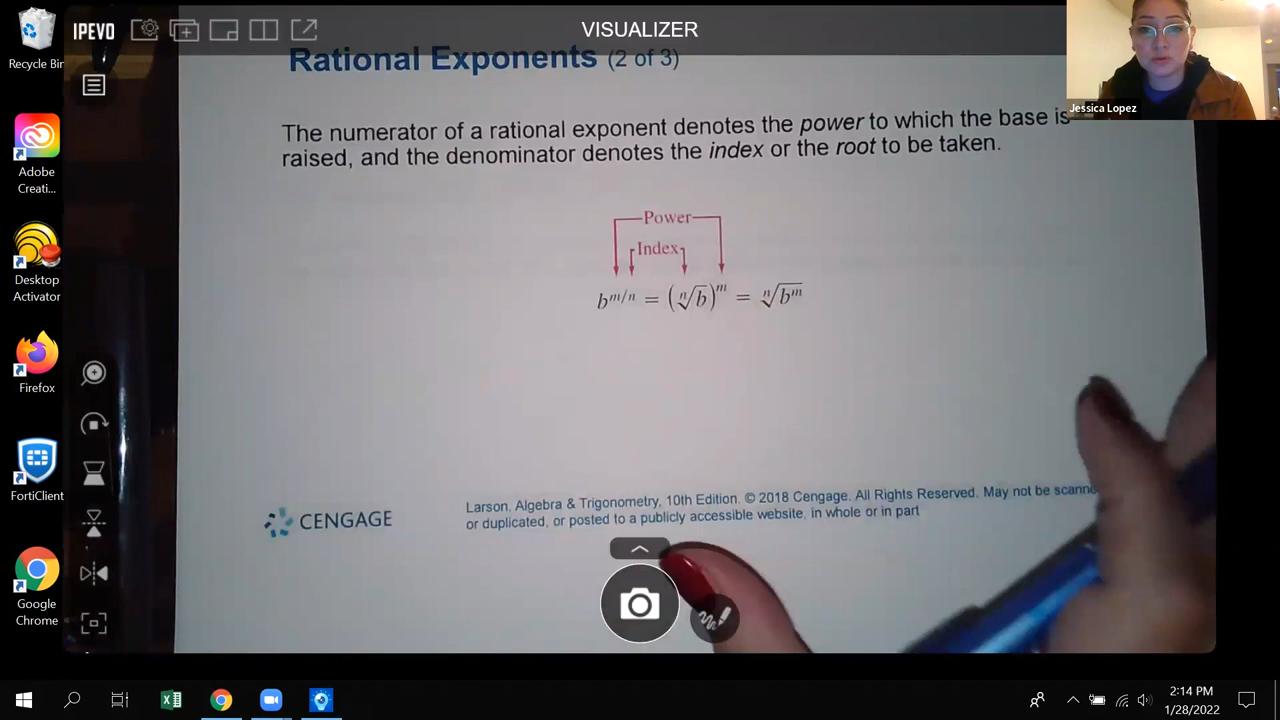 Recycle Bin
IPEVO
VISUALIZER
Rational Exponents (2 of 3)
Jessica Lopez
The numerator of a rational exponent denotes the power to which the base is
raised, and the denominator denotes the index or the root to be taken.
Adobe
Creati...
Power
Index
b^{m/n} = (\sqrt[n]{b})^m = \sqrt[n]{b^m}
Desktop
Activator
Firefox
FortiClient
CENGAGE
Larson, Algebra & Trigonometry, 10th Edition. © 2018 Cengage. All Rights Reserved. May not be scanne
or duplicated, or posted to a publicly accessible website, in whole or in part
Google
Chrome
2:14 PM
1/28/2022